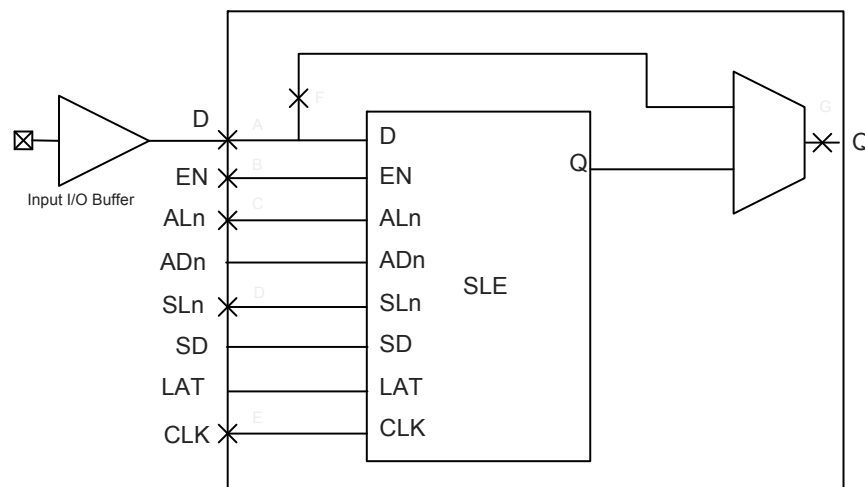 F
G
D
A
D
Q
Q
EN
B
EN
Input I/O Buffer
ALn
C
ALn
ADn
ADn
SLE
SLn
D
SLn
SD
SD
LAT
LAT
CLK
E
CLK